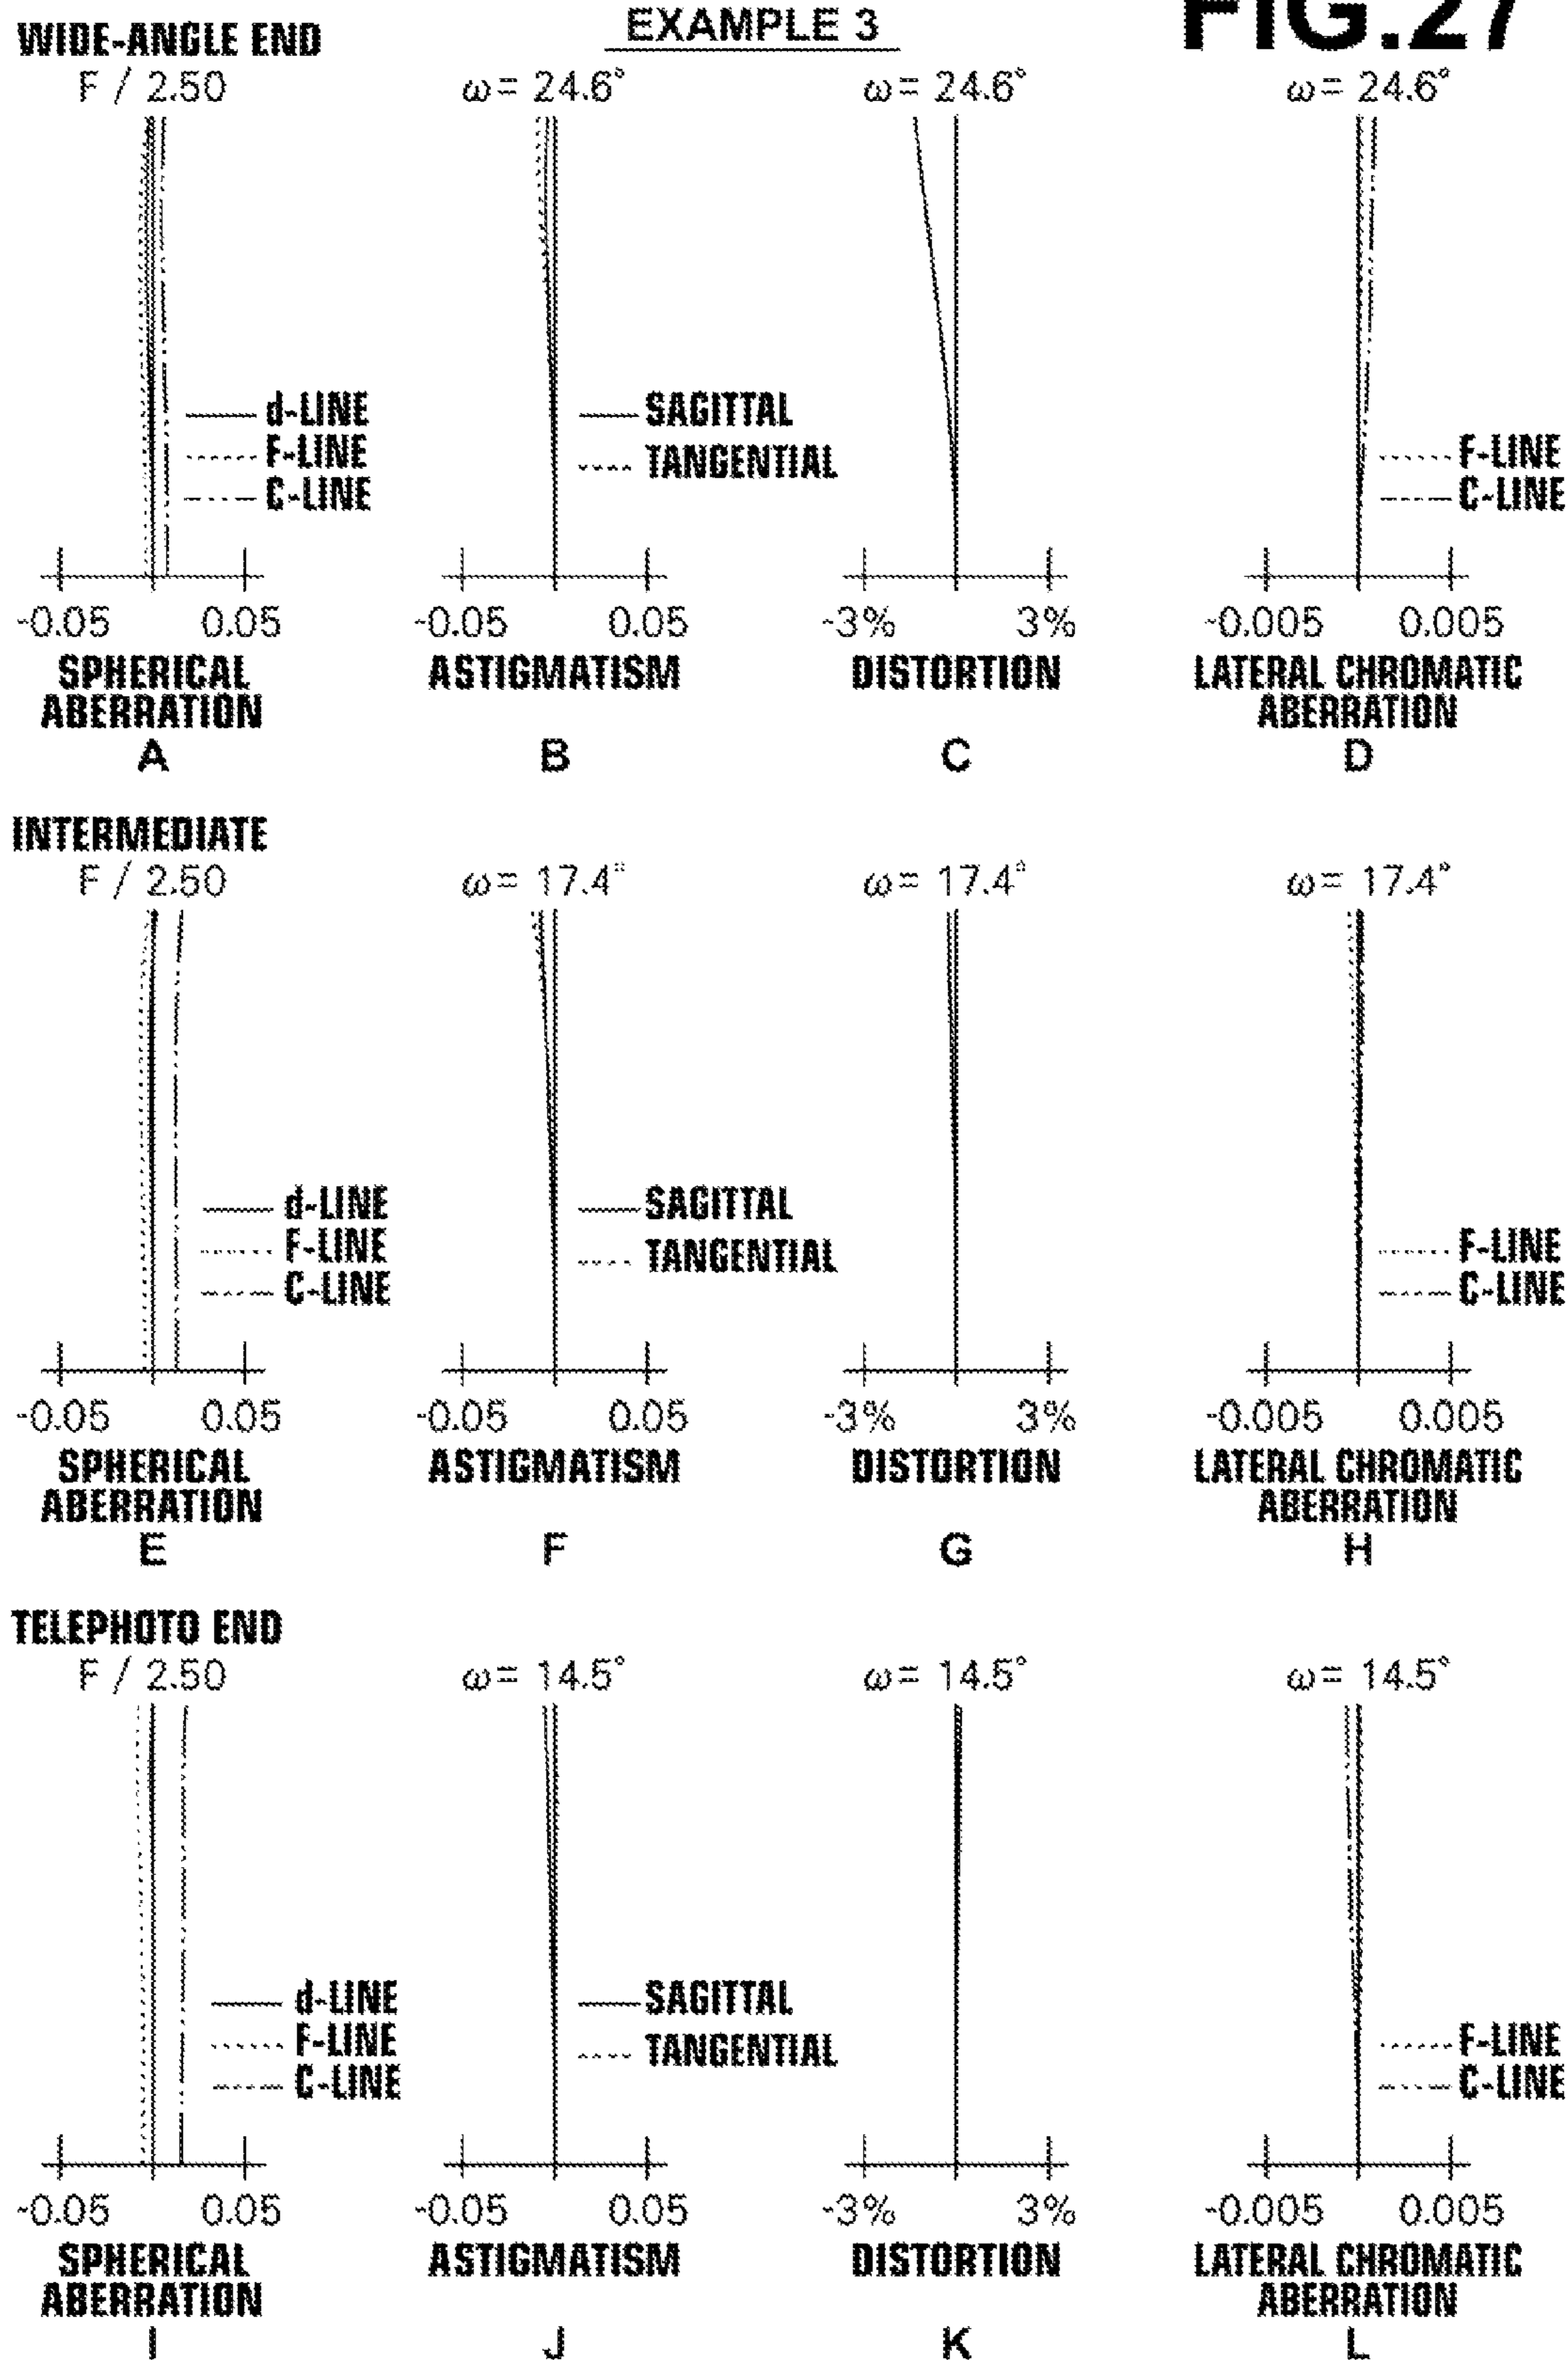 EXAMPLE 3
FIG.27
WIDE-ANGLE END
F / 2.50
ω= 24.6°
ω= 24.6°
ω= 24.6°
d-LINE
F-LINE
C-LINE
SAGITTAL
TANGENTIAL
F-LINE
C-LINE
-0.05 0.05
-0.05 0.05
-3% 3%
-0.005 0.005
SPHERICAL
ABERRATION
ASTIGMATISM
DISTORTION
LATERAL CHROMATIC
ABERRATION
A
B
C
D
INTERMEDIATE
F / 2.50
ω= 17.4°
ω= 17.4°
ω= 17.4°
d-LINE
F-LINE
C-LINE
SAGITTAL
TANGENTIAL
F-LINE
C-LINE
-0.05 0.05
-0.05 0.05
-3% 3%
-0.005 0.005
SPHERICAL
ABERRATION
ASTIGMATISM
DISTORTION
LATERAL CHROMATIC
ABERRATION
E
F
G
H
TELEPHOTO END
F / 2.50
ω= 14.5°
ω= 14.5°
ω= 14.5°
d-LINE
F-LINE
C-LINE
SAGITTAL
TANGENTIAL
F-LINE
C-LINE
-0.05 0.05
-0.05 0.05
-3% 3%
-0.005 0.005
SPHERICAL
ABERRATION
ASTIGMATISM
DISTORTION
LATERAL CHROMATIC
ABERRATION
I
J
K
L